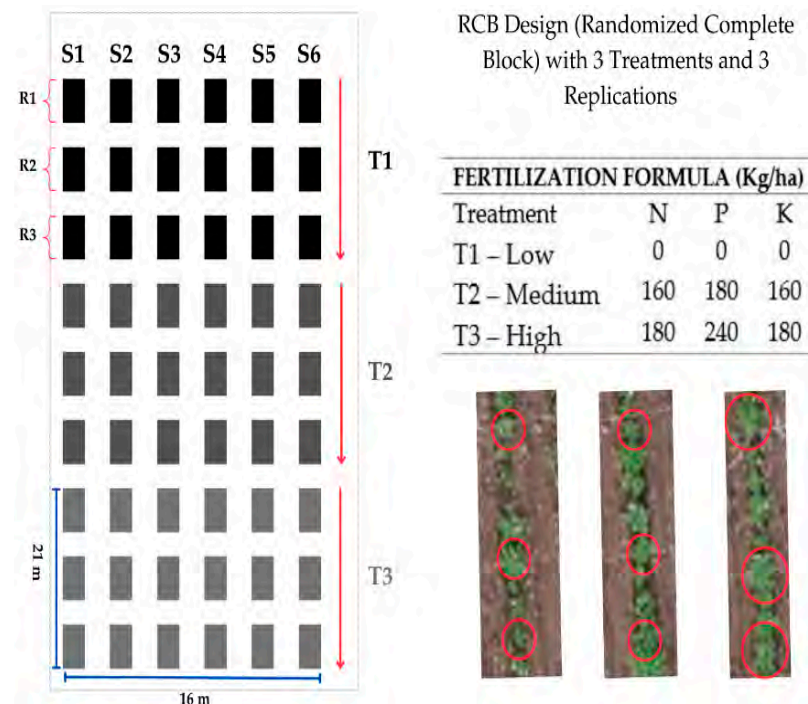 S1 S2 S3 S4 S5 S6
R1
R2
R3
T1
T2
T3
21 m
16 m
RCB Design (Randomized Complete
Block) with 3 Treatments and 3
Replications
FERTILIZATION FORMULA (Kg/ha)
Treatment N P K
T1 – Low 0 0 0
T2 – Medium 160 180 160
T3 – High 180 240 180